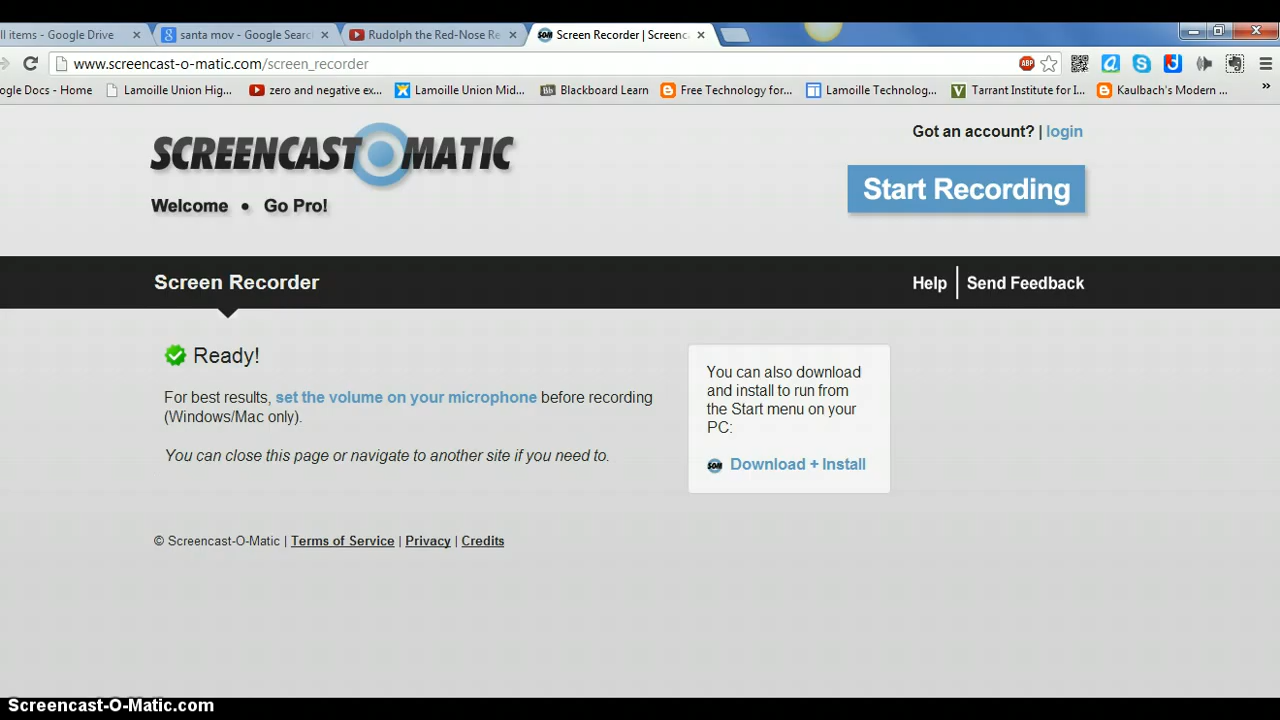 ll items - Google Drive
santa mov - Google Searc
Rudolph the Red-Nose Re
Screen Recorder | Screenc
www.screencast-o-matic.com/screen_recorder
ABP
ogle Docs - Home
Lamoille Union Hig...
zero and negative ex...
Lamoille Union Mid...
Bb Blackboard Learn
Free Technology for...
Lamoille Technolog...
Tarrant Institute for I...
Kaulbach's Modern ...
»
SCREENCAST O MATIC
Got an account? | login
Start Recording
Welcome • Go Pro!
Screen Recorder
Help
Send Feedback
Ready!
For best results, set the volume on your microphone before recording
(Windows/Mac only).
You can close this page or navigate to another site if you need to.
You can also download
and install to run from
the Start menu on your
PC:
SOM Download + Install
© Screencast-O-Matic | Terms of Service | Privacy | Credits
Screencast-O-Matic.com